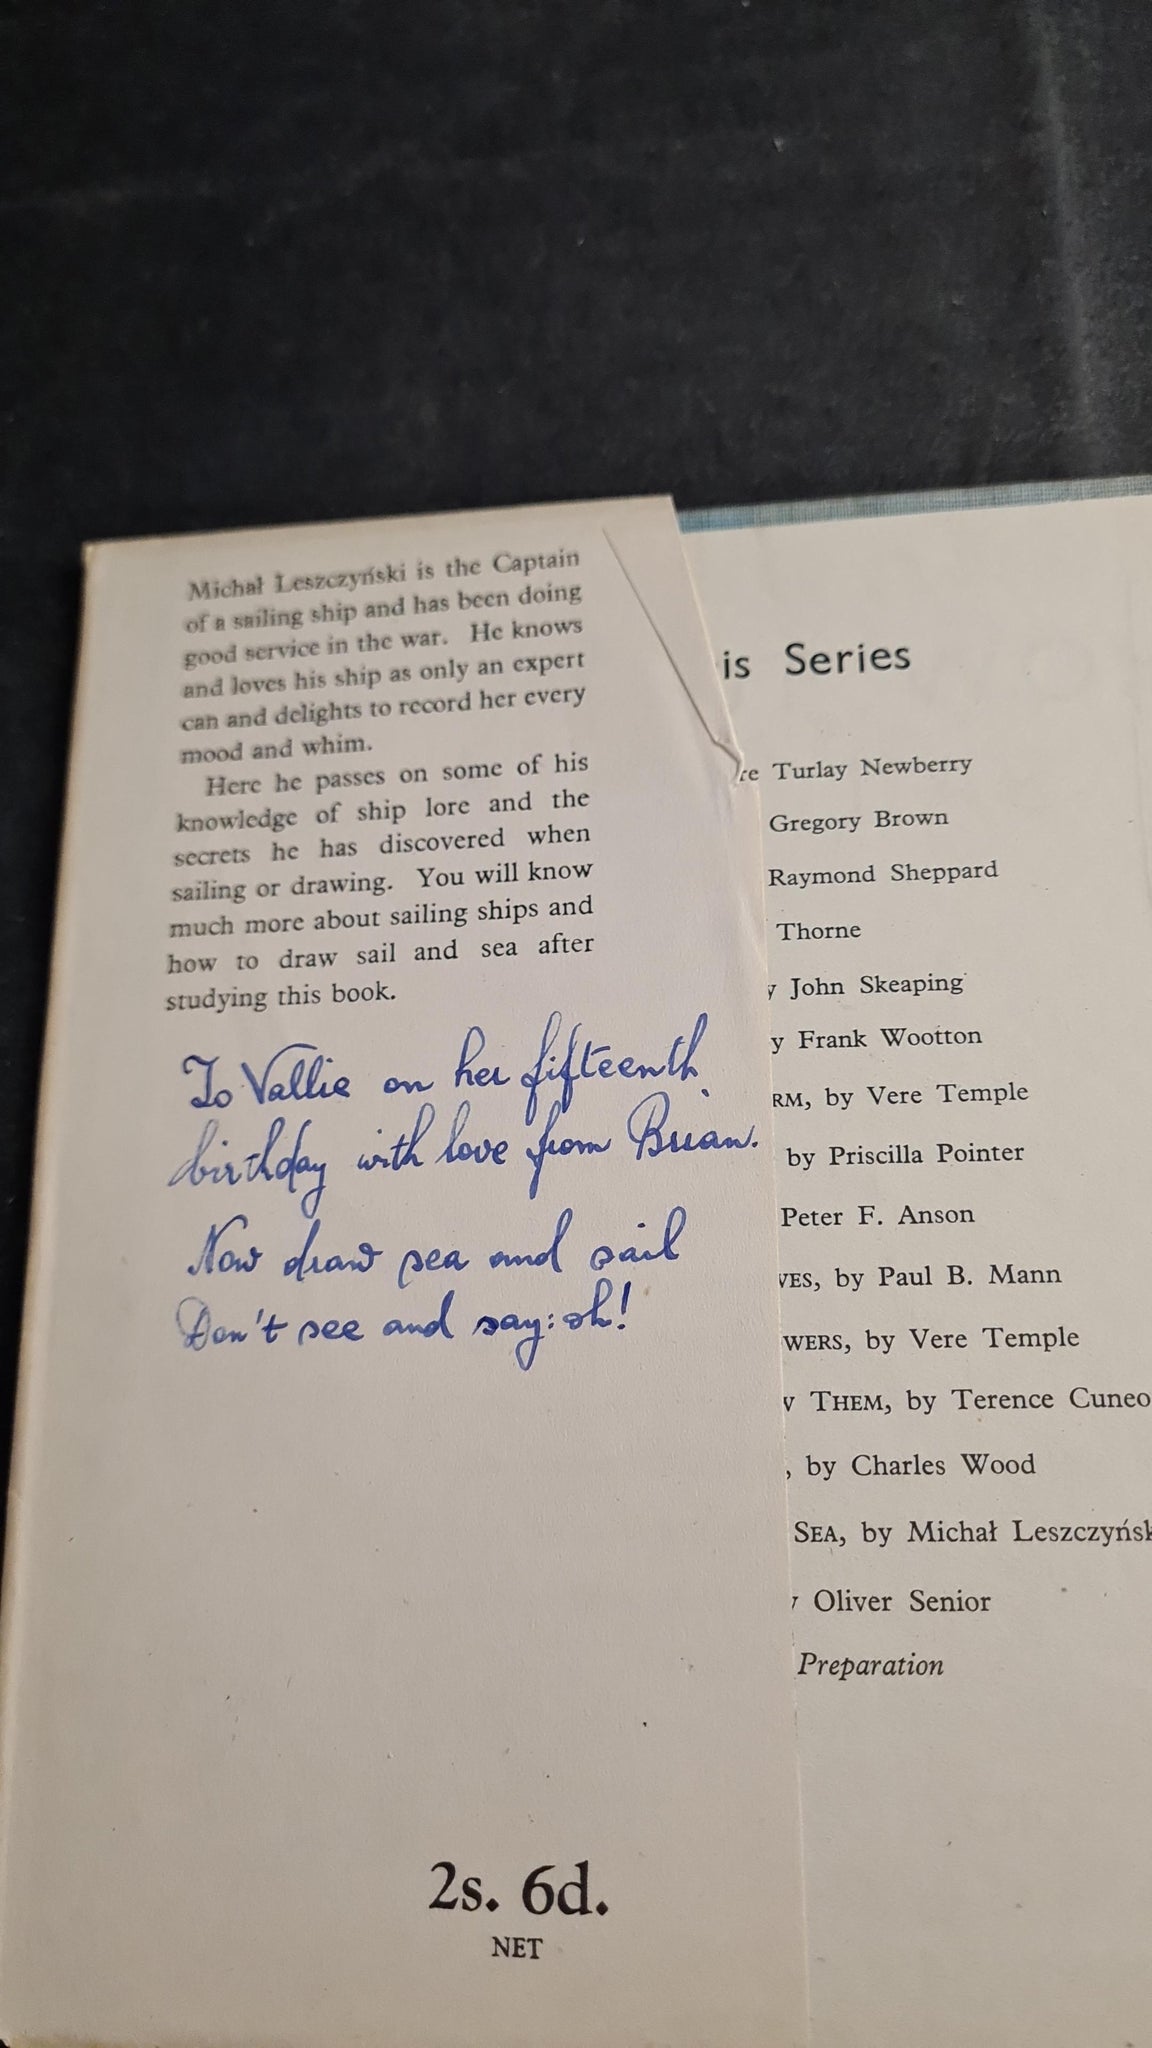 Michał Leszczyński is the Captain
of a sailing ship and has been doing
good service in the war. He knows
and loves his ship as only an expert
can and delights to record her every
mood and whim.
Here he passes on some of his
knowledge of ship lore and the
secrets he has discovered when
sailing or drawing. You will know
much more about sailing ships and
how to draw sail and sea after
studying this book.
To Vallie on her fifteenth
birthday with love from Brian.
Now draw sea and sail
Don't see and say: oh!
2s. 6d.
NET
is Series
re Turlay Newberry
Gregory Brown
Raymond Sheppard
Thorne
y John Skeaping
y Frank Wootton
RM, by Vere Temple
by Priscilla Pointer
Peter F. Anson
VES, by Paul B. Mann
WERS, by Vere Temple
W THEM, by Terence Cuneo
, by Charles Wood
SEA, by Michał Leszczyńsk
y Oliver Senior
Preparation